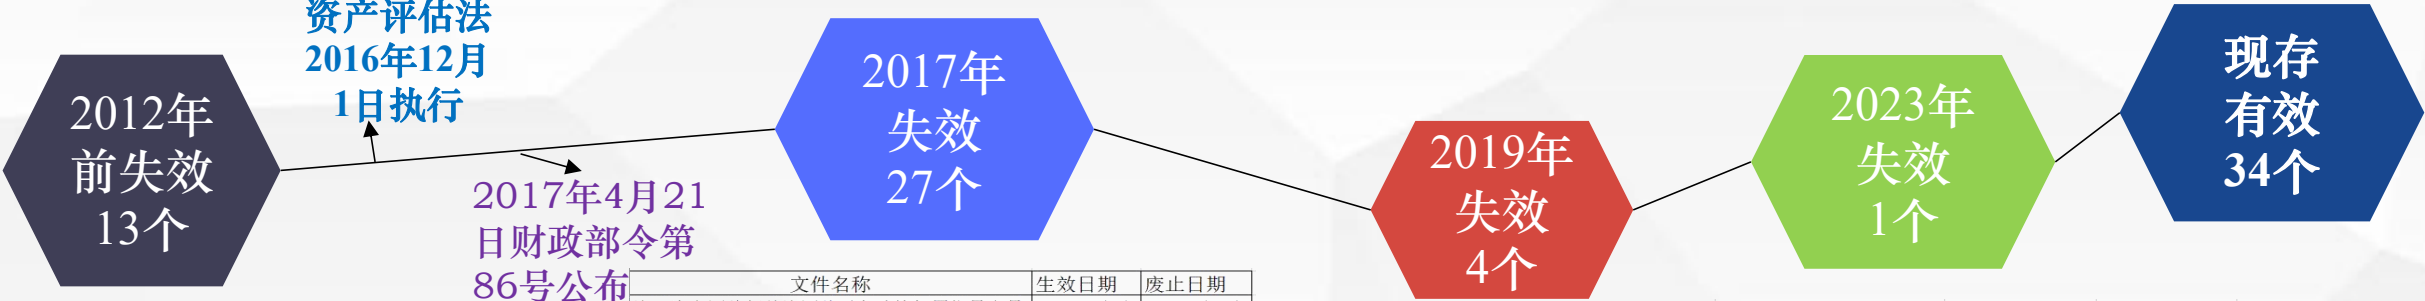 2012年
前失效
13个
资产评估法
2016年12月
1日执行
2017年4月21
日财政部令第
86号公布
2017年
失效
27个
文件名称 生效日期 废止日期
2019年
失效
4个
2023年
失效
1个
现存
有效
34个